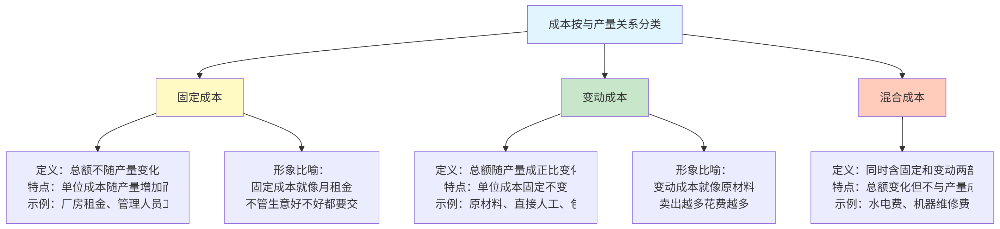 成本按与产量关系分类
固定成本
变动成本
混合成本
定义：总额不随产量变化
特点：单位成本随产量增加
示例：厂房租金、管理人员
形象比喻：
固定成本就像月租金
不管生意好不好都要交
定义：总额随产量成正比变化
特点：单位成本固定不变
示例：原材料、直接人工、
形象比喻：
变动成本就像原材料
卖出越多花费越多
定义：同时含固定和变动两部
特点：总额变化但不与产量成
示例：水电费、机器维修费